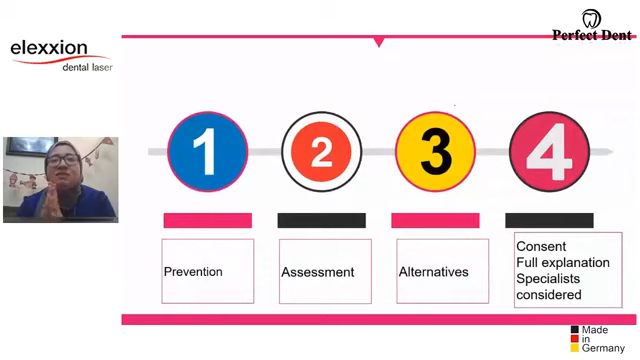 elexxion
dental laser
Perfect Dent
1
2
3
4
Prevention
Assessment
Alternatives
Consent
Full explanation
Specialists
considered
Made
in
Germany